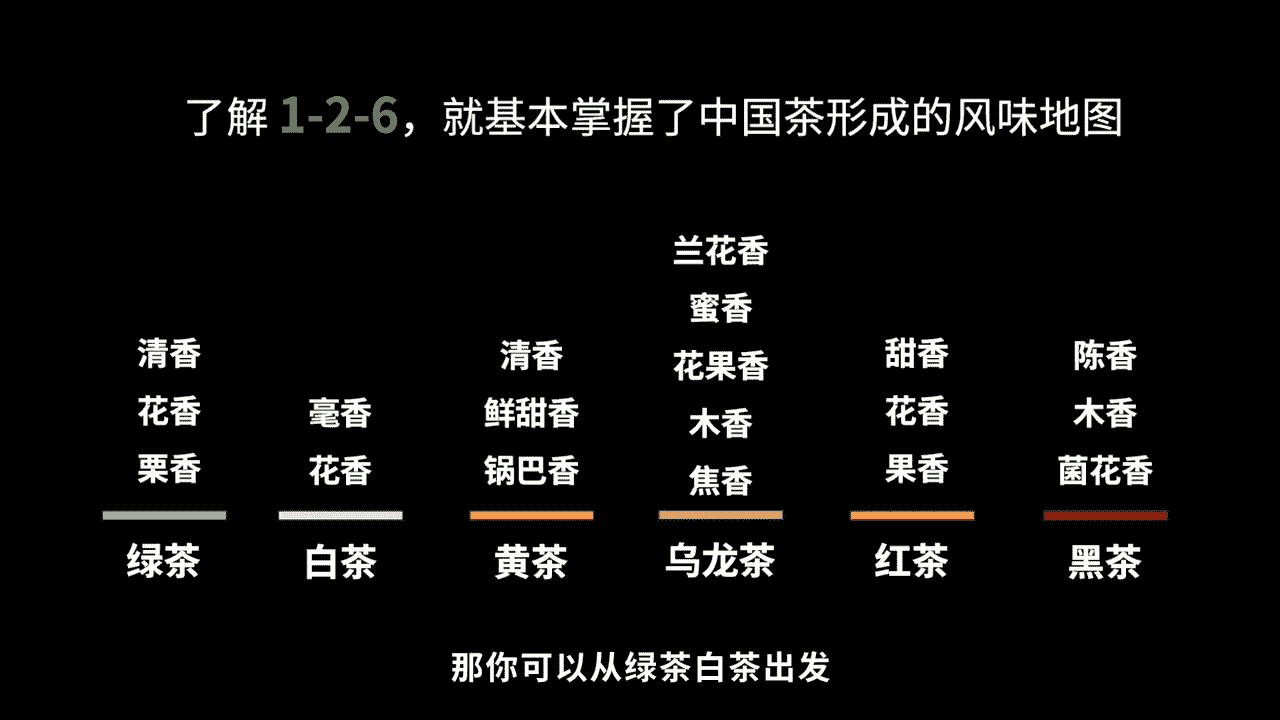 了解 1-2-6，就基本掌握了中国茶形成的风味地图
清香
花香
栗香
绿茶
毫香
花香
白茶
清香
鲜甜香
锅巴香
黄茶
兰花香
蜜香
花果香
木香
焦香
乌龙茶
甜香
花香
果香
红茶
陈香
木香
菌花香
黑茶
那你可以从绿茶白茶出发